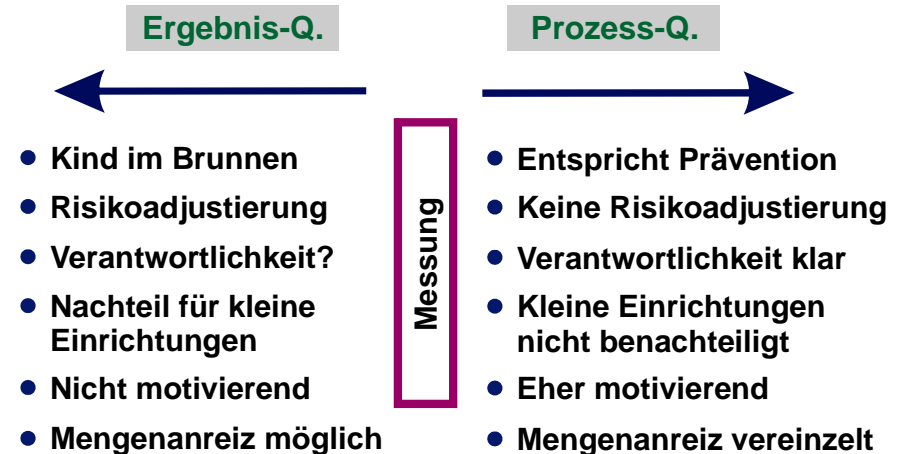 Ergebnis-Q.
Prozess-Q.
Kind im Brunnen
Risikoadjustierung
Verantwortlichkeit?
Nachteil für kleine
Einrichtungen
Nicht motivierend
Mengenanreiz möglich
Messung
Entspricht Prävention
Keine Risikoadjustierung
Verantwortlichkeit klar
Kleine Einrichtungen
nicht benachteiligt
Eher motivierend
Mengenanreiz vereinzelt